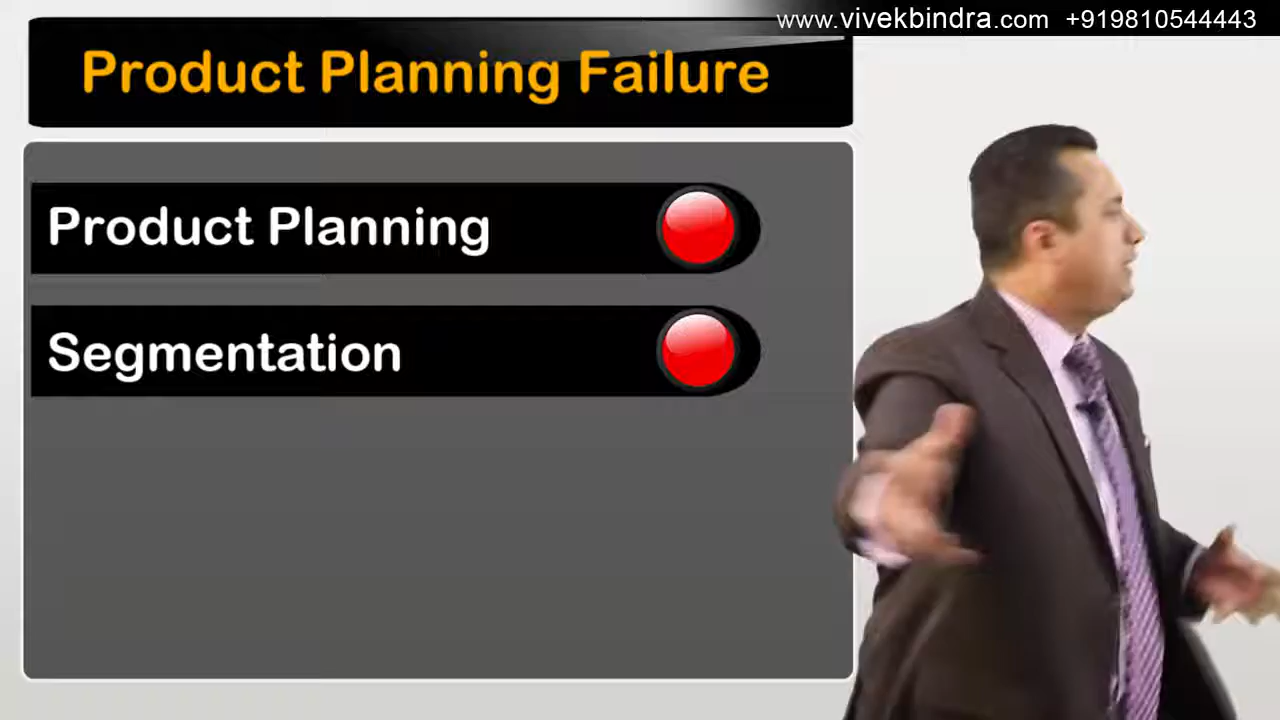 www.vivekbindra.com +919810544443
Product Planning Failure
Product Planning
Segmentation